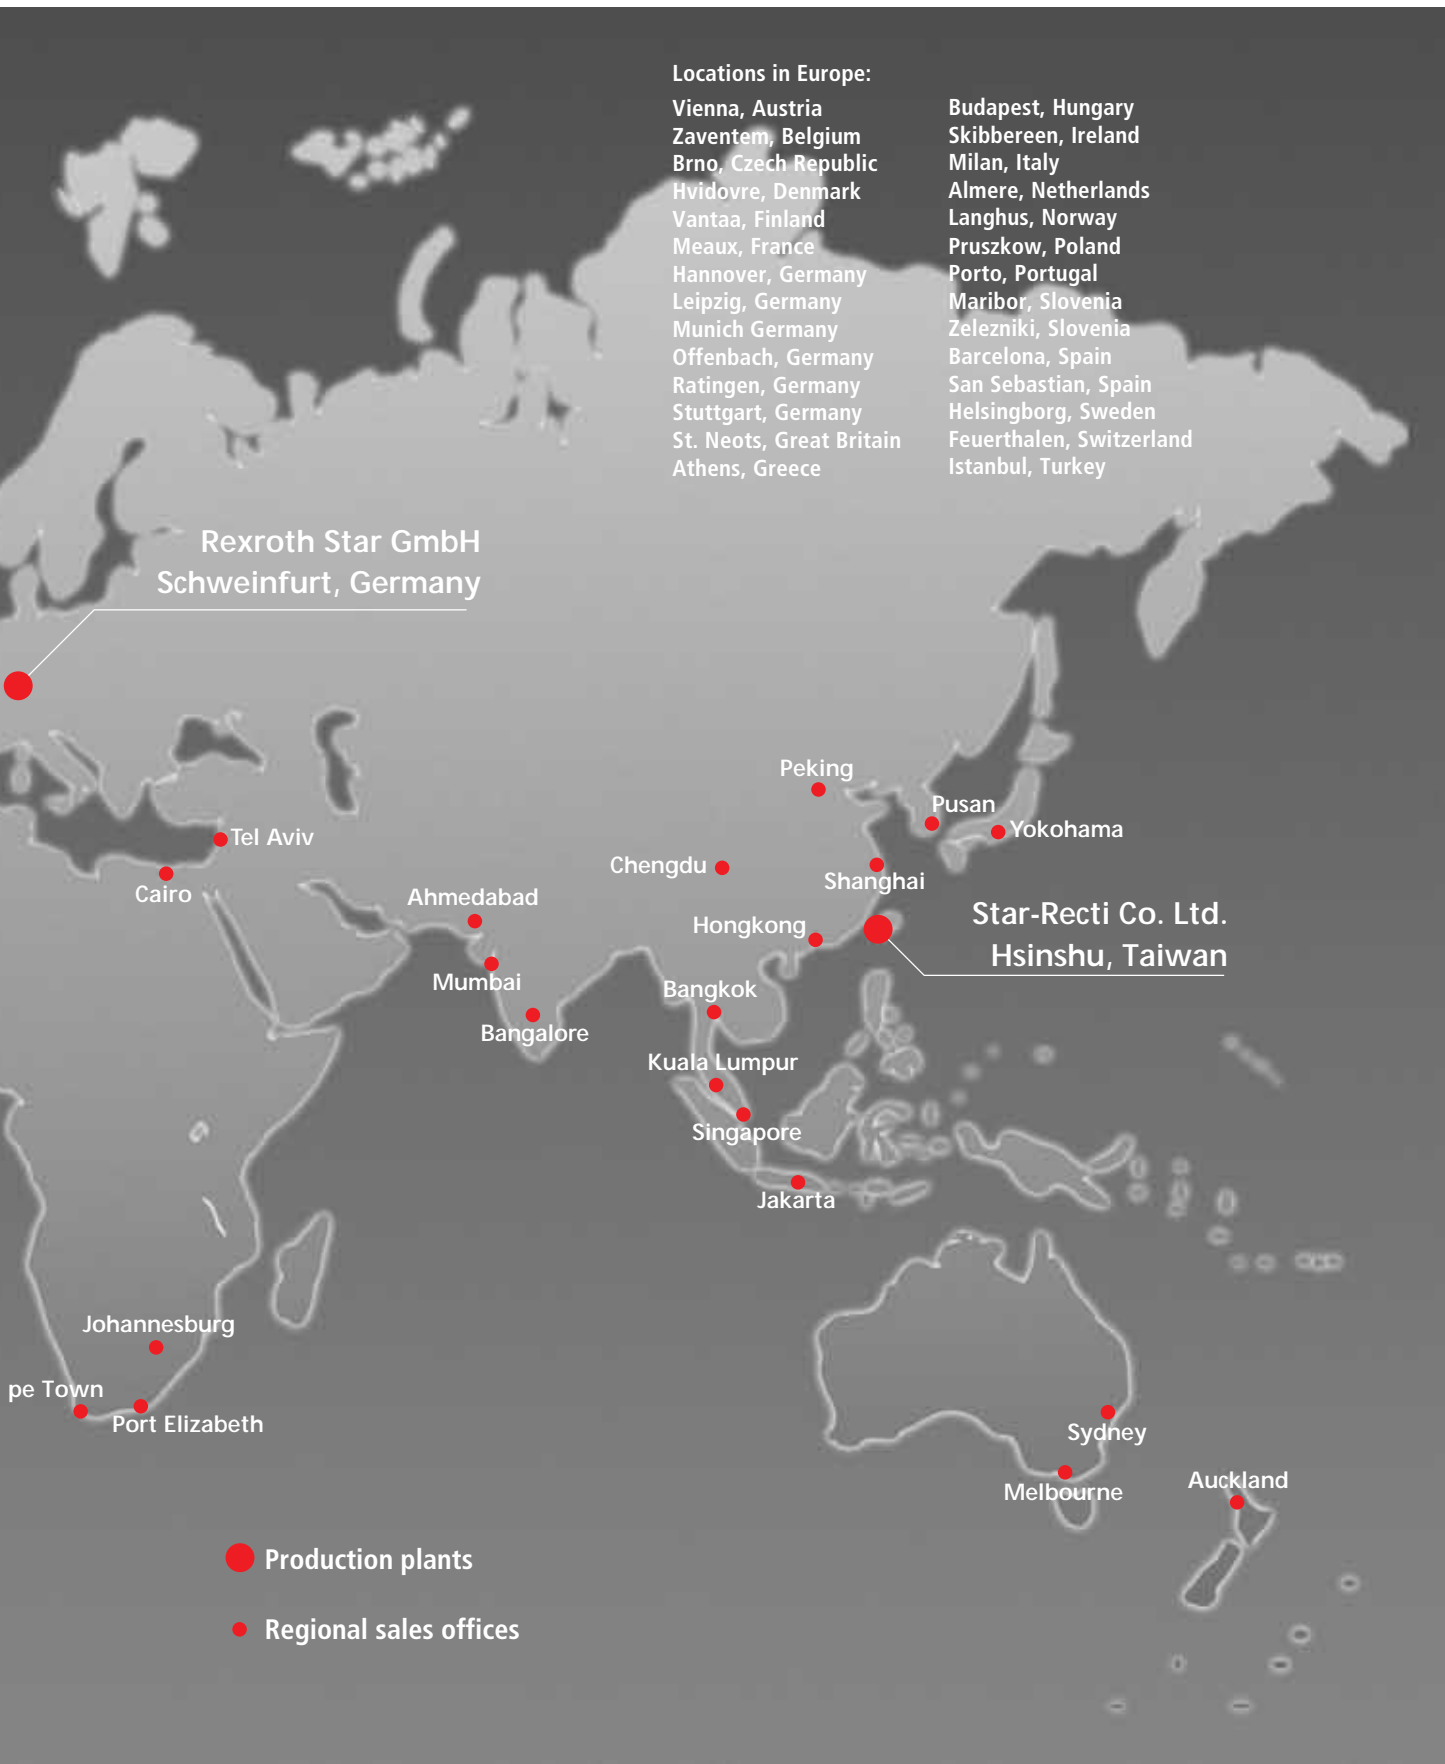 Locations in Europe:
Vienna, Austria
Zaventem, Belgium
Brno, Czech Republic
Hvidovre, Denmark
Vantaa, Finland
Meaux, France
Hannover, Germany
Leipzig, Germany
Munich Germany
Offenbach, Germany
Ratingen, Germany
Stuttgart, Germany
St. Neots, Great Britain
Athens, Greece
Budapest, Hungary
Skibbereen, Ireland
Milan, Italy
Almere, Netherlands
Langhus, Norway
Pruszkow, Poland
Porto, Portugal
Maribor, Slovenia
Zelezniki, Slovenia
Barcelona, Spain
San Sebastian, Spain
Helsingborg, Sweden
Feuerthalen, Switzerland
Istanbul, Turkey
Rexroth Star GmbH
Schweinfurt, Germany
Peking
Pusan
Yokohama
Tel Aviv
Chengdu
Shanghai
Cairo
Ahmedabad
Hongkong
Star-Recti Co. Ltd.
Hsinshu, Taiwan
Mumbai
Bangkok
Bangalore
Kuala Lumpur
Singapore
Jakarta
Johannesburg
pe Town
Port Elizabeth
Sydney
Melbourne
Auckland
Production plants
Regional sales offices